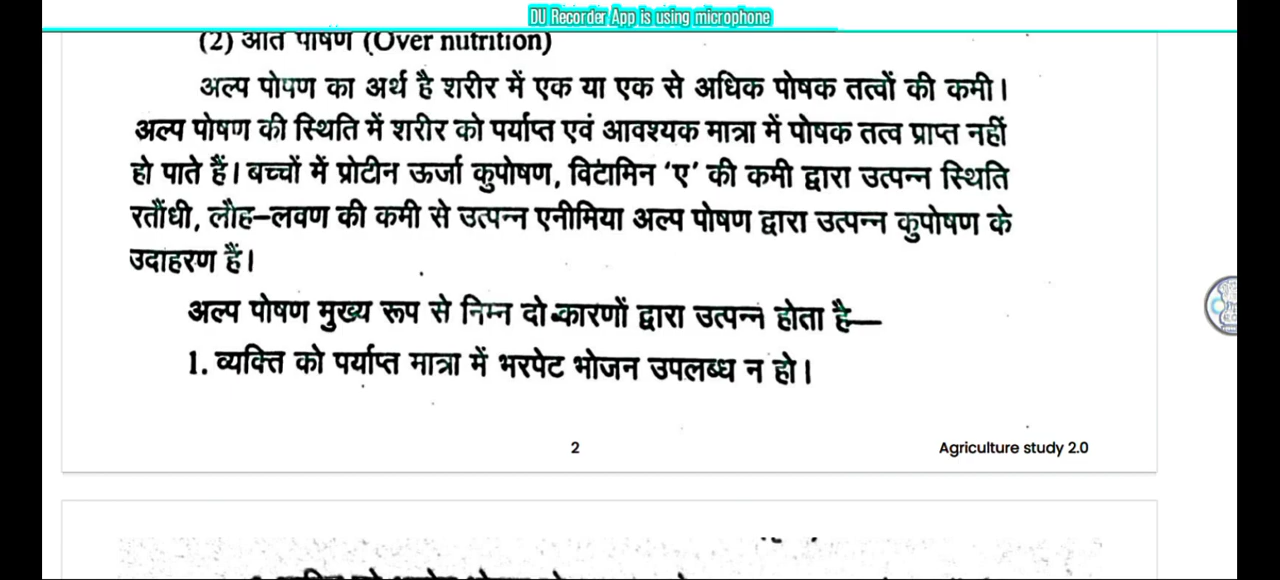 DU Recorder App is using microphone
(2) अति पोषण (Over nutrition)
अल्प पोषण का अर्थ है शरीर में एक या एक से अधिक पोषक तत्वों की कमी।
अल्प पोषण की स्थिति में शरीर को पर्याप्त एवं आवश्यक मात्रा में पोषक तत्व प्राप्त नहीं
हो पाते हैं। बच्चों में प्रोटीन ऊर्जा कुपोषण, विटामिन ‘ए’ की कमी द्वारा उत्पन्न स्थिति
रतौंधी, लौह-लवण की कमी से उत्पन्न एनीमिया अल्प पोषण द्वारा उत्पन्न कुपोषण के
उदाहरण हैं।
अल्प पोषण मुख्य रूप से निम्न दो कारणों द्वारा उत्पन्न होता है—
1. व्यक्ति को पर्याप्त मात्रा में भरपेट भोजन उपलब्ध न हो।
2 Agriculture study 2.0